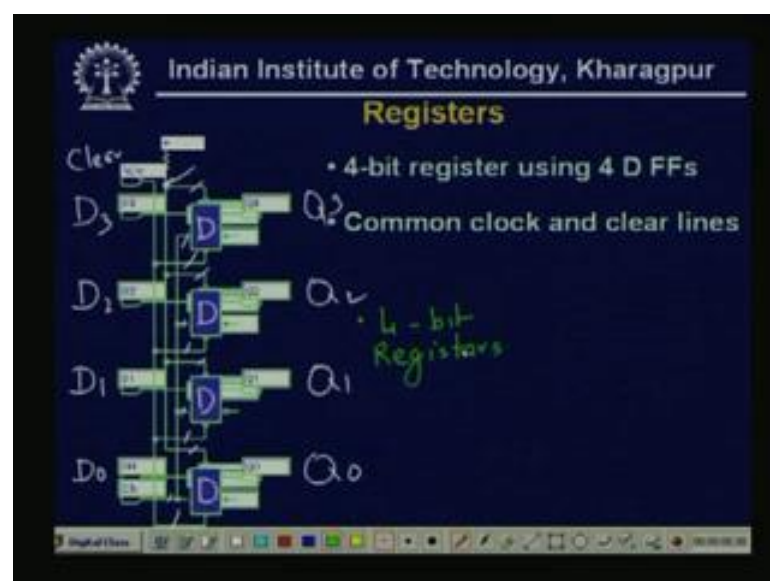 Indian Institute of Technology, Kharagpur
Registers
Clear
• 4-bit register using 4 D FFs
D3
D
Q3
• Common clock and clear lines
D2
D
Q2
• 4-bit
Registers
D1
D
Q1
D0
D
Q0